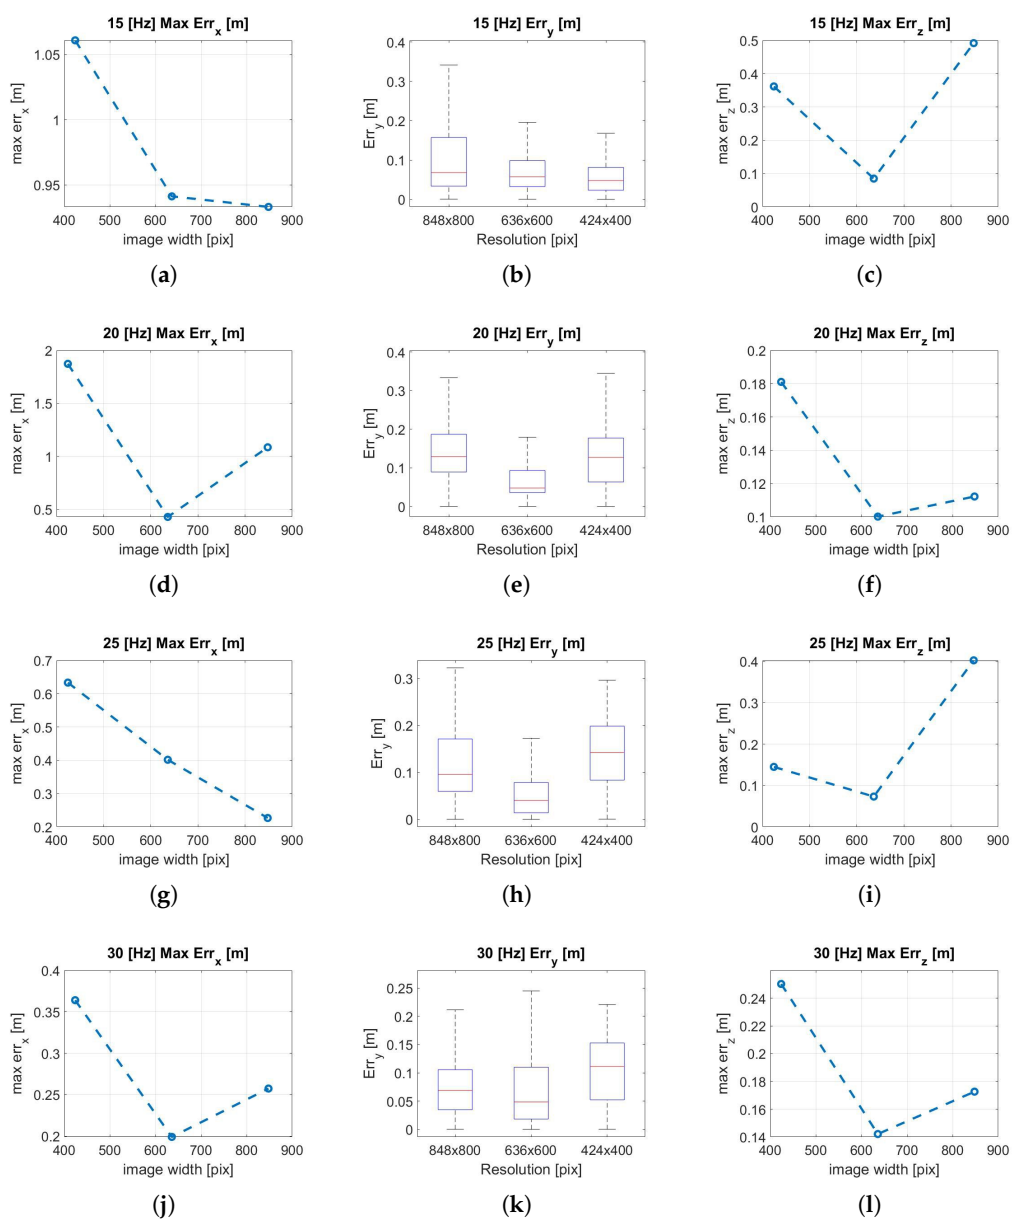 15 [Hz] Max Err_x [m]
max err_x [m]
1.05
1
0.95
400 500 600 700 800 900
image width [pix]
(a)
15 [Hz] Err_y [m]
Err_y [m]
0.4
0.3
0.2
0.1
0
848x800 636x600 424x400
Resolution [pix]
(b)
15 [Hz] Max Err_z [m]
max err_z [m]
0.5
0.4
0.3
0.2
0.1
0
400 500 600 700 800 900
image width [pix]
(c)
20 [Hz] Max Err_x [m]
max err_x [m]
2
1.5
1
0.5
400 500 600 700 800 900
image width [pix]
(d)
20 [Hz] Err_y [m]
Err_y [m]
0.4
0.3
0.2
0.1
0
848x800 636x600 424x400
Resolution [pix]
(e)
20 [Hz] Max Err_z [m]
max err_z [m]
0.2
0.18
0.16
0.14
0.12
0.1
400 500 600 700 800 900
image width [pix]
(f)
25 [Hz] Max Err_x [m]
max err_x [m]
0.7
0.6
0.5
0.4
0.3
0.2
400 500 600 700 800 900
image width [pix]
(g)
25 [Hz] Err_y [m]
Err_y [m]
0.3
0.2
0.1
0
848x800 636x600 424x400
Resolution [pix]
(h)
25 [Hz] Max Err_z [m]
max err_z [m]
0.4
0.3
0.2
0.1
0
400 500 600 700 800 900
image width [pix]
(i)
30 [Hz] Max Err_x [m]
max err_x [m]
0.4
0.35
0.3
0.25
0.2
400 500 600 700 800 900
image width [pix]
(j)
30 [Hz] Err_y [m]
Err_y [m]
0.25
0.2
0.15
0.1
0.05
0
848x800 636x600 424x400
Resolution [pix]
(k)
30 [Hz] Max Err_z [m]
max err_z [m]
0.24
0.22
0.2
0.18
0.16
0.14
400 500 600 700 800 900
image width [pix]
(l)